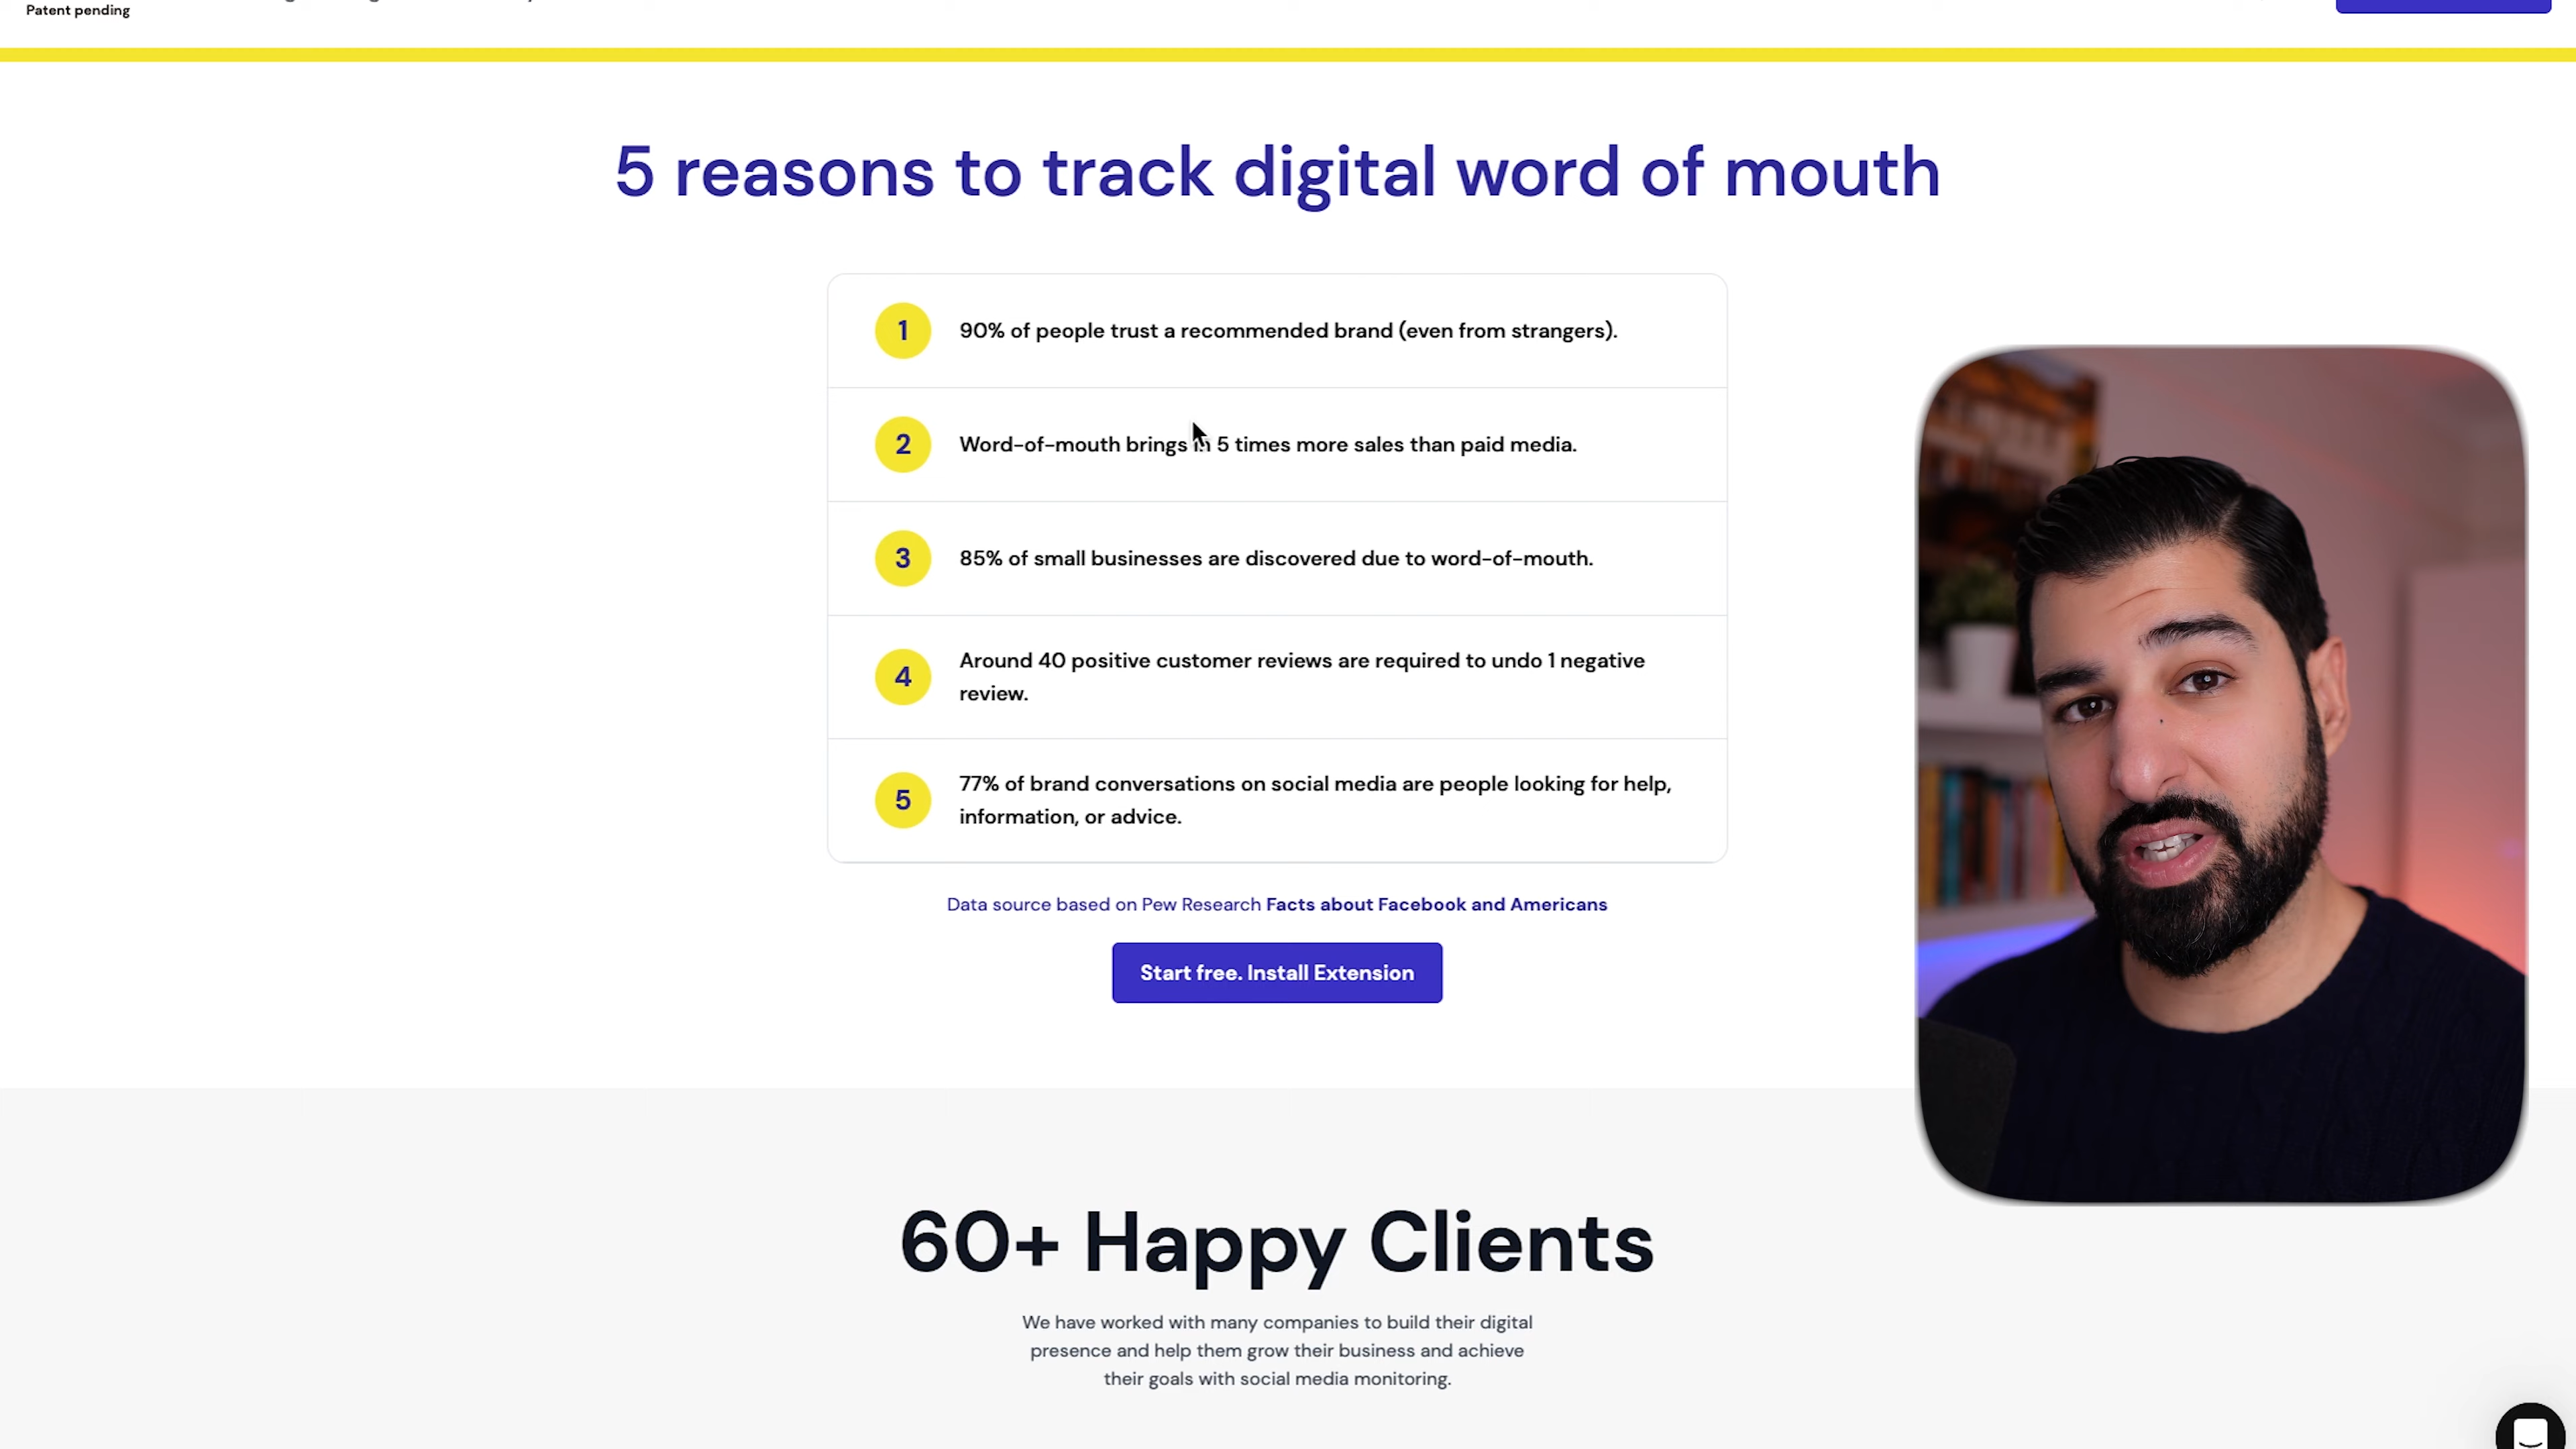 Patent pending
5 reasons to track digital word of mouth
1
90% of people trust a recommended brand (even from strangers).
2
Word-of-mouth brings in 5 times more sales than paid media.
3
85% of small businesses are discovered due to word-of-mouth.
4
Around 40 positive customer reviews are required to undo 1 negative
review.
5
77% of brand conversations on social media are people looking for help,
information, or advice.
Data source based on Pew Research Facts about Facebook and Americans
Start free. Install Extension
60+ Happy Clients
We have worked with many companies to build their digital
presence and help them grow their business and achieve
their goals with social media monitoring.